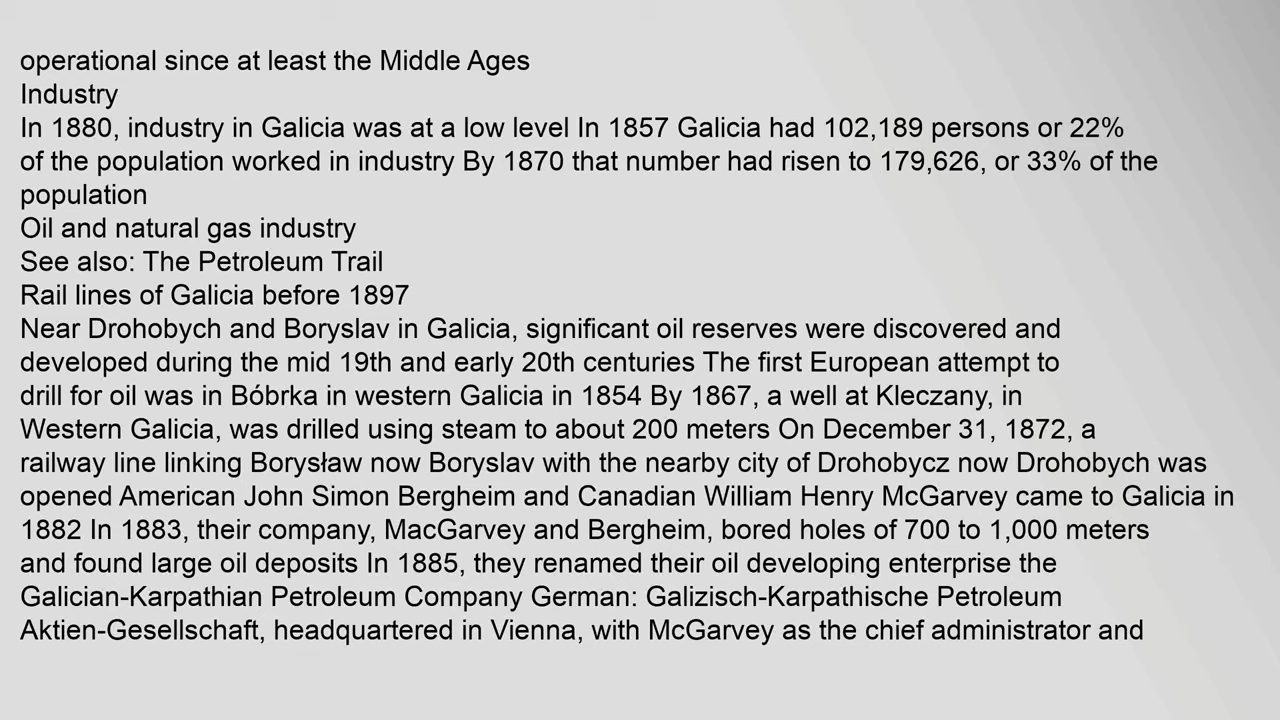 operational since at least the Middle Ages
Industry
In 1880, industry in Galicia was at a low level In 1857 Galicia had 102,189 persons or 22%
of the population worked in industry By 1870 that number had risen to 179,626, or 33% of the
population
Oil and natural gas industry
See also: The Petroleum Trail
Rail lines of Galicia before 1897
Near Drohobych and Boryslav in Galicia, significant oil reserves were discovered and
developed during the mid 19th and early 20th centuries The first European attempt to
drill for oil was in Bóbrka in western Galicia in 1854 By 1867, a well at Kleczany, in
Western Galicia, was drilled using steam to about 200 meters On December 31, 1872, a
railway line linking Borysław now Boryslav with the nearby city of Drohobycz now Drohobych was
opened American John Simon Bergheim and Canadian William Henry McGarvey came to Galicia in
1882 In 1883, their company, MacGarvey and Bergheim, bored holes of 700 to 1,000 meters
and found large oil deposits In 1885, they renamed their oil developing enterprise the
Galician-Karpathian Petroleum Company German: Galizisch-Karpathische Petroleum
Aktien-Gesellschaft, headquartered in Vienna, with McGarvey as the chief administrator and